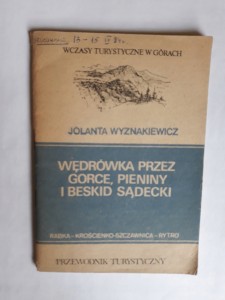 WCZASY TURYSTYCZNE W GÓRACH
JOLANTA WYZNAKIEWICZ
WĘDRÓWKA PRZEZ
GORCE, PIENINY
I BESKID SĄDECKI
RABKA-KROŚCIENKO-SZCZAWNICA-RYTRO
PRZEWODNIK TURYSTYCZNY